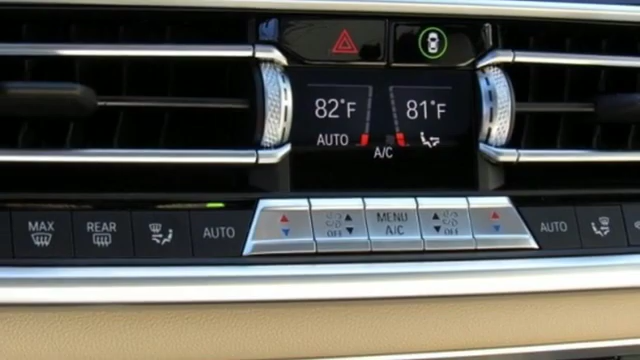 82°F 81°F
AUTO
A/C
MAX REAR AUTO OFF MENU OFF AUTO
A/C